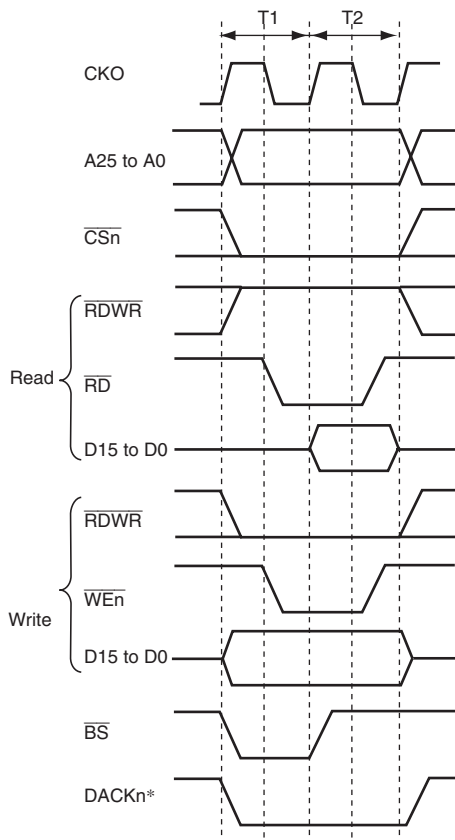 T1 T2
CKO
A25 to A0
CSn
RDWR
Read
RD
D15 to D0
RDWR
WEn
Write
D15 to D0
BS
DACKn*